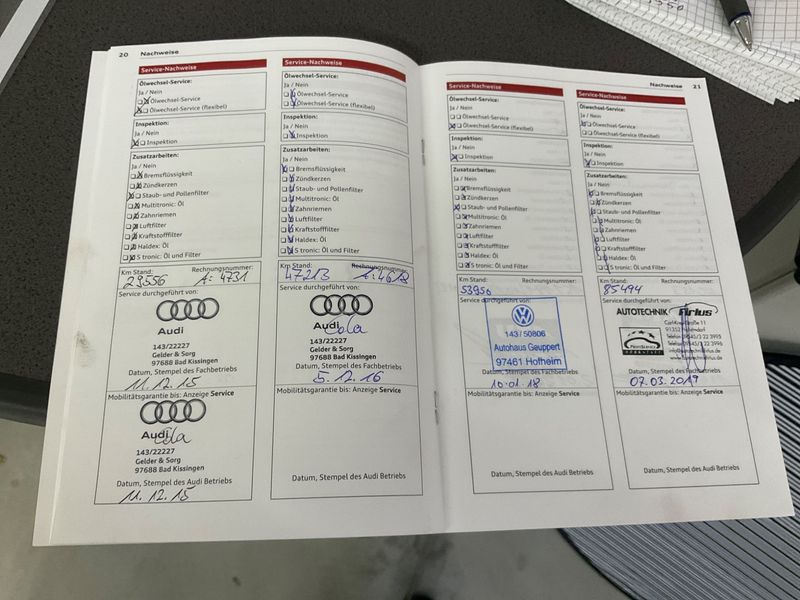 20 Nachweise
Service-Nachweise
Ölwechsel-Service:
Ja / Nein
Ölwechsel-Service
Ölwechsel-Service (flexibel)
Inspektion:
Ja / Nein
Inspektion
Zusatzarbeiten:
Ja / Nein
Bremsflüssigkeit
Zündkerzen
Staub- und Pollenfilter
Multitronic: Öl
Zahnriemen
Luftfilter
Kraftstofffilter
Haldex: Öl
S tronic: Öl und Filter
Km Stand: Rechnungsnummer:
29556 A: 4731
Service durchgeführt von:
Audi
143/22227
Gelder & Sorg
97688 Bad Kissingen
Datum, Stempel des Fachbetriebs
11.12.15
Mobilitätsgarantie bis: Anzeige Service
Audi
143/22227
Gelder & Sorg
97688 Bad Kissingen
Datum, Stempel des Audi Betriebs
11.12.15
Service-Nachweise
Ölwechsel-Service:
Ja / Nein
Ölwechsel-Service
Ölwechsel-Service (flexibel)
Inspektion:
Ja / Nein
Inspektion
Zusatzarbeiten:
Ja / Nein
Bremsflüssigkeit
Zündkerzen
Staub- und Pollenfilter
Multitronic: Öl
Zahnriemen
Luftfilter
Kraftstofffilter
Haldex: Öl
S tronic: Öl und Filter
Km Stand: Rechnungsnummer:
47213 A:4618
Service durchgeführt von:
Audi
143/22227
Gelder & Sorg
97688 Bad Kissingen
Datum, Stempel des Fachbetriebs
5.12.16
Mobilitätsgarantie bis: Anzeige Service
Datum, Stempel des Audi Betriebs
Nachweise 21
Service-Nachweise
Ölwechsel-Service:
Ja / Nein
Ölwechsel-Service
Ölwechsel-Service (flexibel)
Inspektion:
Ja / Nein
Inspektion
Zusatzarbeiten:
Ja / Nein
Bremsflüssigkeit
Zündkerzen
Staub- und Pollenfilter
Multitronic: Öl
Zahnriemen
Luftfilter
Kraftstofffilter
Haldex: Öl
S tronic: Öl und Filter
Km Stand: Rechnungsnummer:
53956
Service durchgeführt von:
143/50806
Autohaus Geuppert
97461 Hofheim
Datum, Stempel des Fachbetriebs
10.01.18
Mobilitätsgarantie bis: Anzeige Service
Datum, Stempel des Audi Betriebs
Service-Nachweise
Ölwechsel-Service:
Ja / Nein
Ölwechsel-Service
Ölwechsel-Service (flexibel)
Inspektion:
Ja / Nein
Inspektion
Zusatzarbeiten:
Ja / Nein
Bremsflüssigkeit
Zündkerzen
Staub- und Pollenfilter
Multitronic: Öl
Zahnriemen
Luftfilter
Kraftstofffilter
Haldex: Öl
S tronic: Öl und Filter
Km Stand: Rechnungsnummer:
85494
Service durchgeführt von:
AUTOTECHNIK Arlus
Datum, Stempel des Fachbetriebs
07.03.2019
Mobilitätsgarantie bis: Anzeige Service
Datum, Stempel des Audi Betriebs